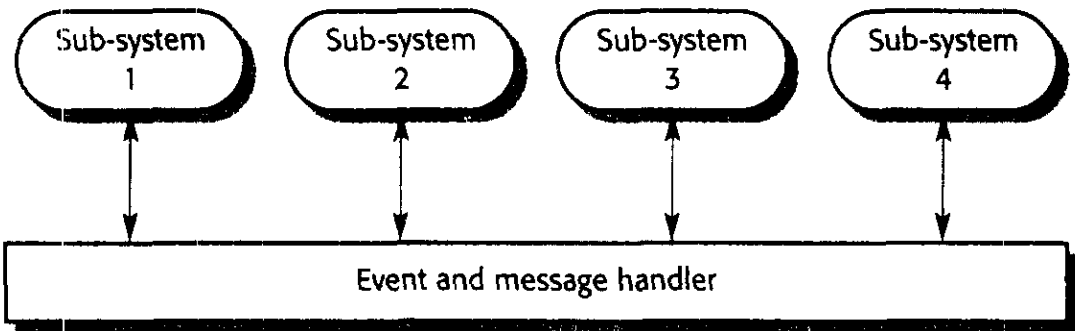 Sub-system
1
Sub-system
2
Sub-system
3
Sub-system
4
Event and message handler